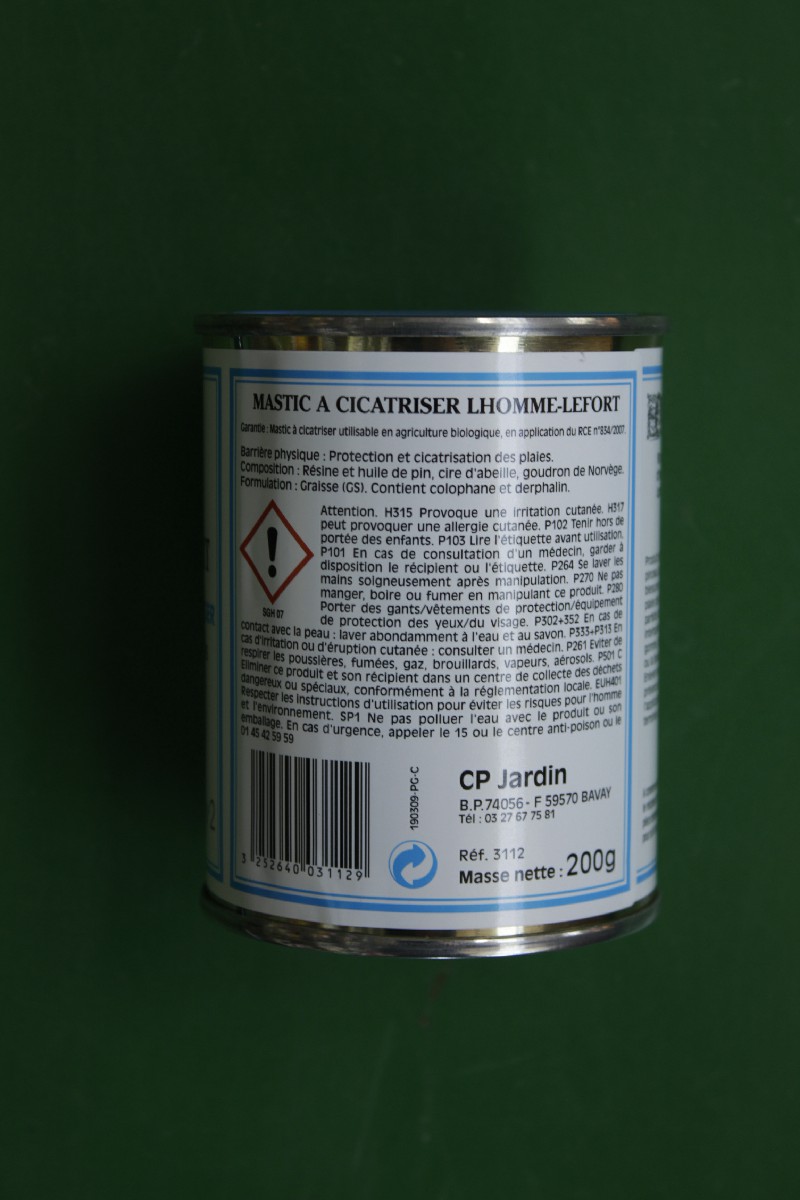 MASTIC A CICATRISER LHOMME-LEFORT
Garantie : Mastic à cicatriser utilisable en agriculture biologique, en application du RCE n°834/2007.
Barrière physique : Protection et cicatrisation des plaies.
Composition : Résine et huile de pin, cire d'abeille, goudron de Norvège.
Formulation : Graisse (GS). Contient colophane et derphalin.
Attention. H315 Provoque une irritation cutanée. H317
peut provoquer une allergie cutanée. P102 Tenir hors de
portée des enfants. P103 Lire l'étiquette avant utilisation.
P101 En cas de consultation d'un médecin, garder à
disposition le récipient ou l'étiquette. P264 Se laver les
mains soigneusement après manipulation. P270 Ne pas
manger, boire ou fumer en manipulant ce produit. P280
Porter des gants/vêtements de protection/équipement
de protection des yeux/du visage. P302+352 En cas de
SGH 07
contact avec la peau : laver abondamment à l'eau et au savon. P333+P313 En
cas d'irritation ou d'éruption cutanée : consulter un médecin. P261 Eviter de
respirer les poussières, fumées, gaz, brouillards, vapeurs, aérosols. P501 C
Eliminer ce produit et son récipient dans un centre de collecte des déchets
dangereux ou spéciaux, conformément à la réglementation locale. EUH401
Respecter les instructions d'utilisation pour éviter les risques pour l'homme
et l'environnement. SP1 Ne pas polluer l'eau avec le produit ou son
emballage. En cas d'urgence, appeler le 15 ou le centre anti-poison ou le
01 45 42 59 59
190309-PG-C
CP Jardin
B.P.74056 - F 59570 BAVAY
Tél : 03 27 67 75 81
Réf. 3112
Masse nette : 200g
3 252640 031129
2